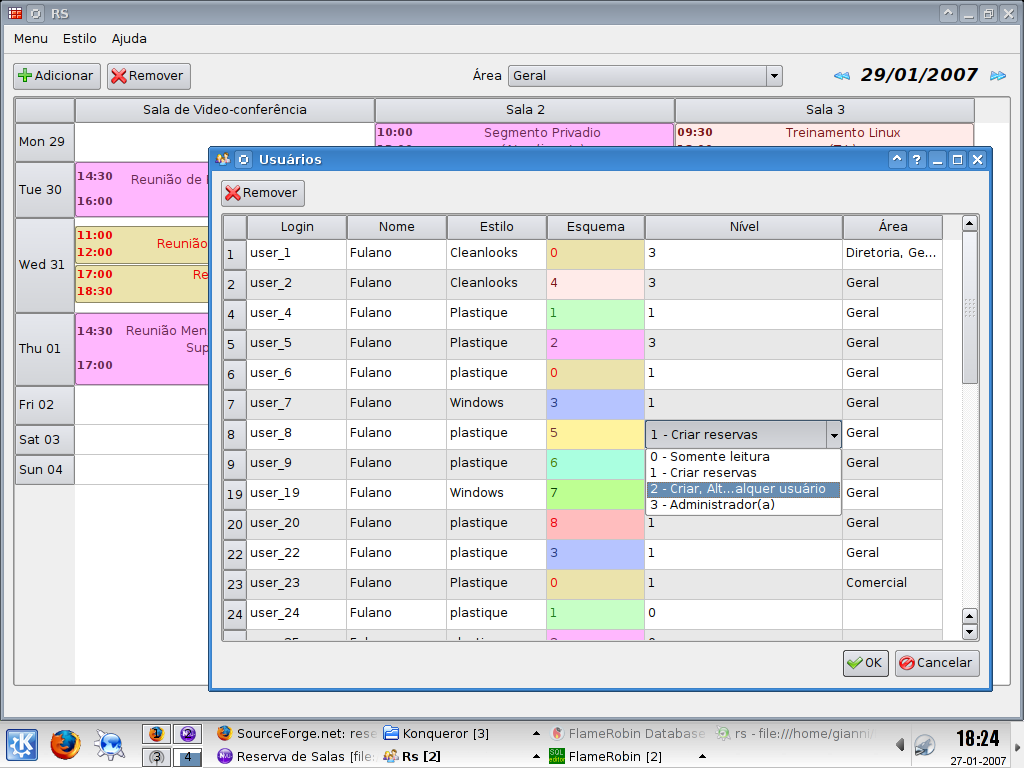 RS
Menu Estilo Ajuda
Adicionar Remover Área Geral 29/01/2007
Sala de Video-conferência Sala 2 Sala 3
Mon 29 10:00 Segmento Privadio 09:30 Treinamento Linux
Usuários
Remover
Tue 30 14:30 Reunião de
16:00
Wed 31 11:00 Reunião
12:00
17:00 Re
18:30
Thu 01 14:30 Reunião Men
Sup
17:00
Fri 02
Sat 03
Sun 04
Login Nome Estilo Esquema Nível Área
1 user_1 Fulano Cleanlooks 0 3 Diretoria, Ge...
2 user_2 Fulano Cleanlooks 4 3 Geral
4 user_4 Fulano Plastique 1 1 Geral
5 user_5 Fulano Plastique 2 3 Geral
6 user_6 Fulano plastique 0 1 Geral
7 user_7 Fulano Windows 3 1 Geral
8 user_8 Fulano plastique 5 1 - Criar reservas Geral
9 user_9 Fulano plastique 6 Geral
19 user_19 Fulano Windows 7 Geral
0 - Somente leitura
1 - Criar reservas
2 - Criar, Alt...alquer usuário
3 - Administrador(a)
20 user_20 Fulano plastique 8 1 Geral
22 user_22 Fulano plastique 3 1 Geral
23 user_23 Fulano Plastique 0 1 Comercial
24 user_24 Fulano plastique 1 0
OK Cancelar
SourceForge.net: rese Konqueror [3] FlameRobin Database rs - file:///home/gianni/
Reserva de Salas [file: Rs [2] FlameRobin [2]
3 4
18:24
27-01-2007